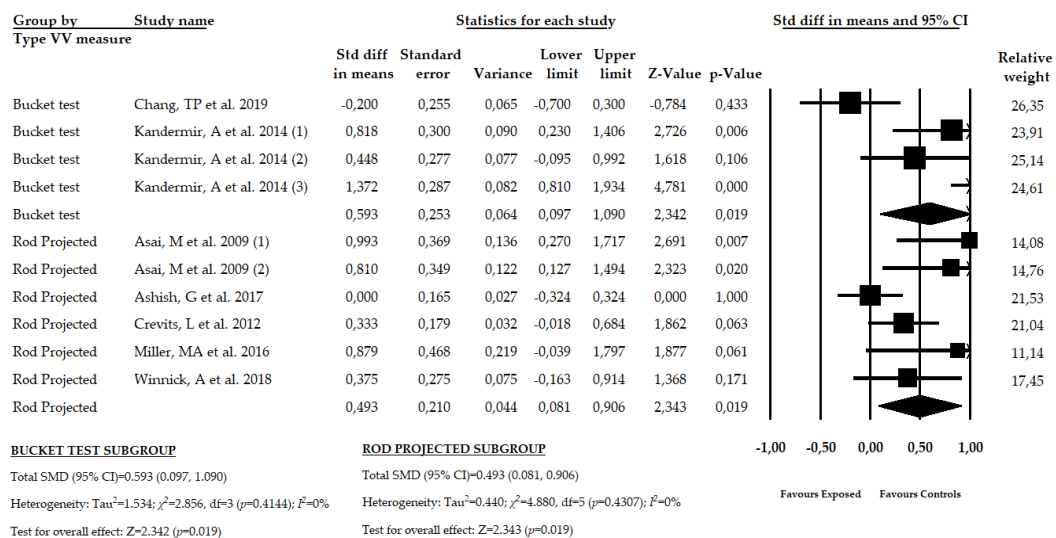 Group by Study name Statistics for each study Std diff in means and 95% CI
Type VV measure
Std diff Standard Lower Upper Relative
in means error Variance limit limit Z-Value p-Value weight
Bucket test Chang, TP et al. 2019 -0,200 0,255 0,065 -0,700 0,300 -0,784 0,433 26,35
Bucket test Kandermir, A et al. 2014 (1) 0,818 0,300 0,090 0,230 1,406 2,726 0,006 23,91
Bucket test Kandermir, A et al. 2014 (2) 0,448 0,277 0,077 -0,095 0,992 1,618 0,106 25,14
Bucket test Kandermir, A et al. 2014 (3) 1,372 0,287 0,082 0,810 1,934 4,781 0,000 24,61
Bucket test 0,593 0,253 0,064 0,097 1,090 2,342 0,019
Rod Projected Asai, M et al. 2009 (1) 0,993 0,369 0,136 0,270 1,717 2,691 0,007 14,08
Rod Projected Asai, M et al. 2009 (2) 0,810 0,349 0,122 0,127 1,494 2,323 0,020 14,76
Rod Projected Ashish, G et al. 2017 0,000 0,165 0,027 -0,324 0,324 0,000 1,000 21,53
Rod Projected Crevits, L et al. 2012 0,333 0,179 0,032 -0,018 0,684 1,862 0,063 21,04
Rod Projected Miller, MA et al. 2016 0,879 0,468 0,219 -0,039 1,797 1,877 0,061 11,14
Rod Projected Winnick, A et al. 2018 0,375 0,275 0,075 -0,163 0,914 1,368 0,171 17,45
Rod Projected 0,493 0,210 0,044 0,081 0,906 2,343 0,019
-1,00 -0,50 0,00 0,50 1,00
Favours Exposed Favours Controls
BUCKET TEST SUBGROUP
Total SMD (95% CI)=0.593 (0.097, 1.090)
Heterogeneity: Tau²=1.534; χ²=2.856, df=3 (p=0.4144); I²=0%
Test for overall effect: Z=2.342 (p=0.019)
ROD PROJECTED SUBGROUP
Total SMD (95% CI)=0.493 (0.081, 0.906)
Heterogeneity: Tau²=0.440; χ²=4.880, df=5 (p=0.4307); I²=0%
Test for overall effect: Z=2.343 (p=0.019)